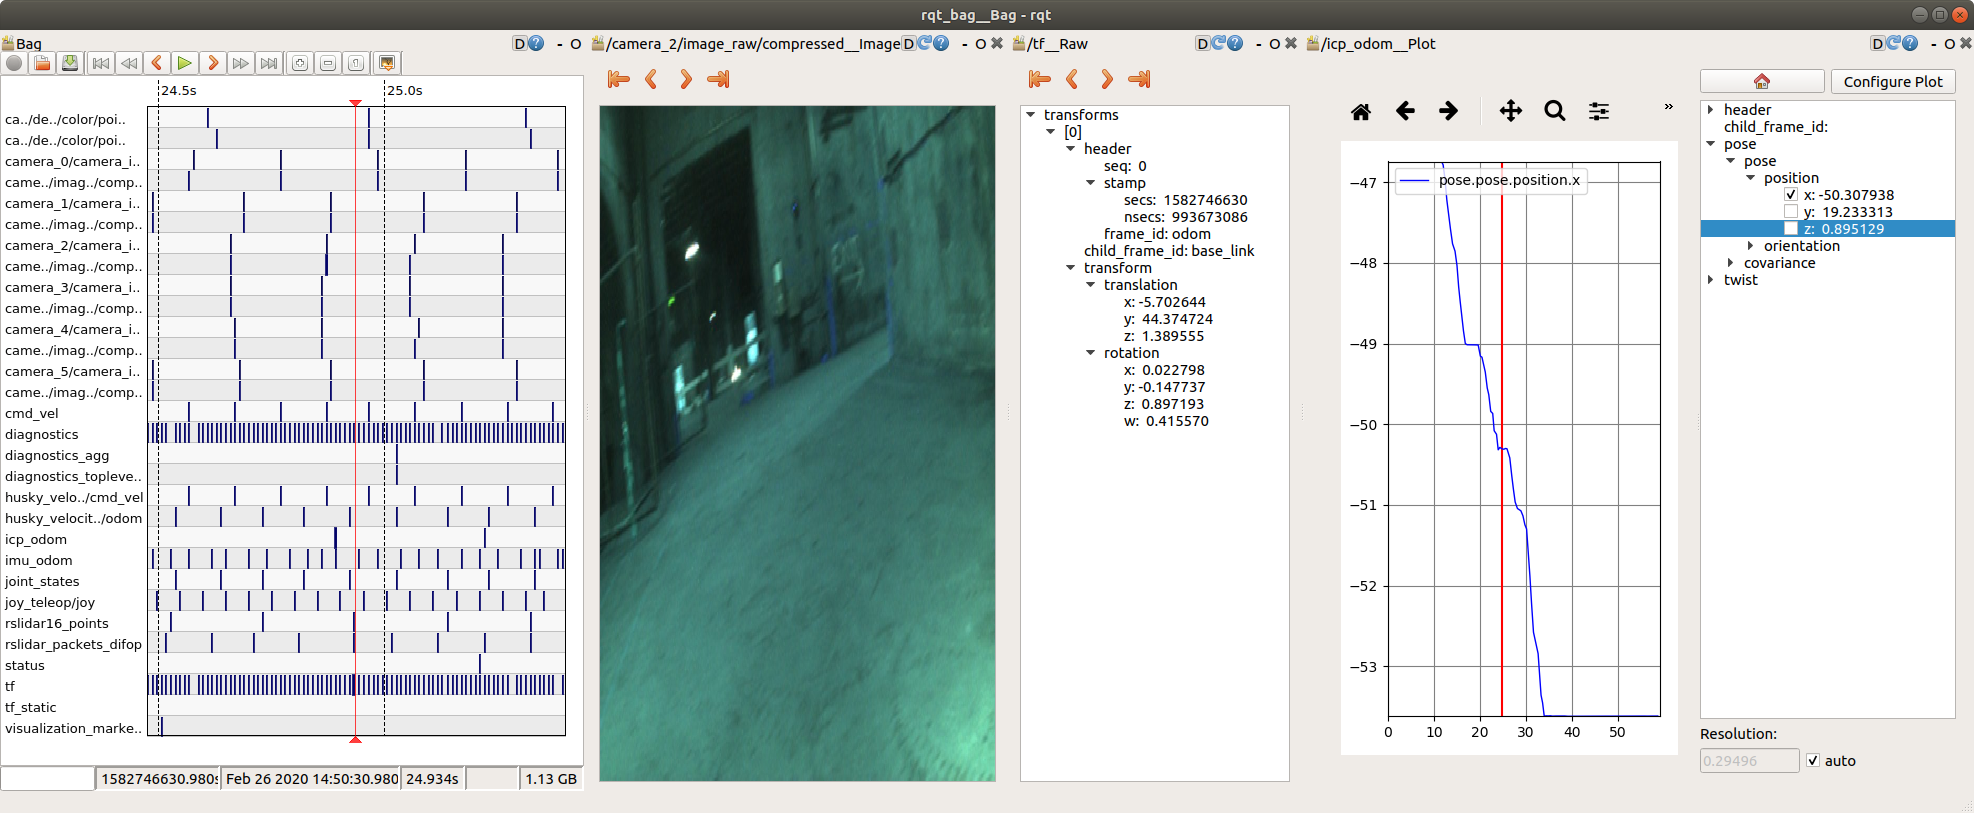 rqt_bag__Bag - rqt
Bag
D
- O
/camera_2/image_raw/compressed__Image
D
- O
/tf__Raw
D
- O
/icp_odom__Plot
D
- O
24.5s
25.0s
ca../de../color/poi..
ca../de../color/poi..
camera_0/camera_i..
came../imag../comp..
camera_1/camera_i..
came../imag../comp..
camera_2/camera_i..
came../imag../comp..
camera_3/camera_i..
came../imag../comp..
camera_4/camera_i..
came../imag../comp..
camera_5/camera_i..
came../imag../comp..
cmd_vel
diagnostics
diagnostics_agg
diagnostics_topleve..
husky_velo../cmd_vel
husky_velocit../odom
icp_odom
imu_odom
joint_states
joy_teleop/joy
rslidar16_points
rslidar_packets_difop
status
tf
tf_static
visualization_marke..
1582746630.980s
Feb 26 2020 14:50:30.980
24.934s
1.13 GB
transforms
[0]
header
seq: 0
stamp
secs: 1582746630
nsecs: 993673086
frame_id: odom
child_frame_id: base_link
transform
translation
x: -5.702644
y: 44.374724
z: 1.389555
rotation
x: 0.022798
y: -0.147737
z: 0.897193
w: 0.415570
»
pose.pose.position.x
−47
−48
−49
−50
−51
−52
−53
0 10 20 30 40 50
Configure Plot
header
child_frame_id:
pose
pose
position
x: -50.307938
y: 19.233313
z: 0.895129
orientation
covariance
twist
Resolution:
0.29496
auto